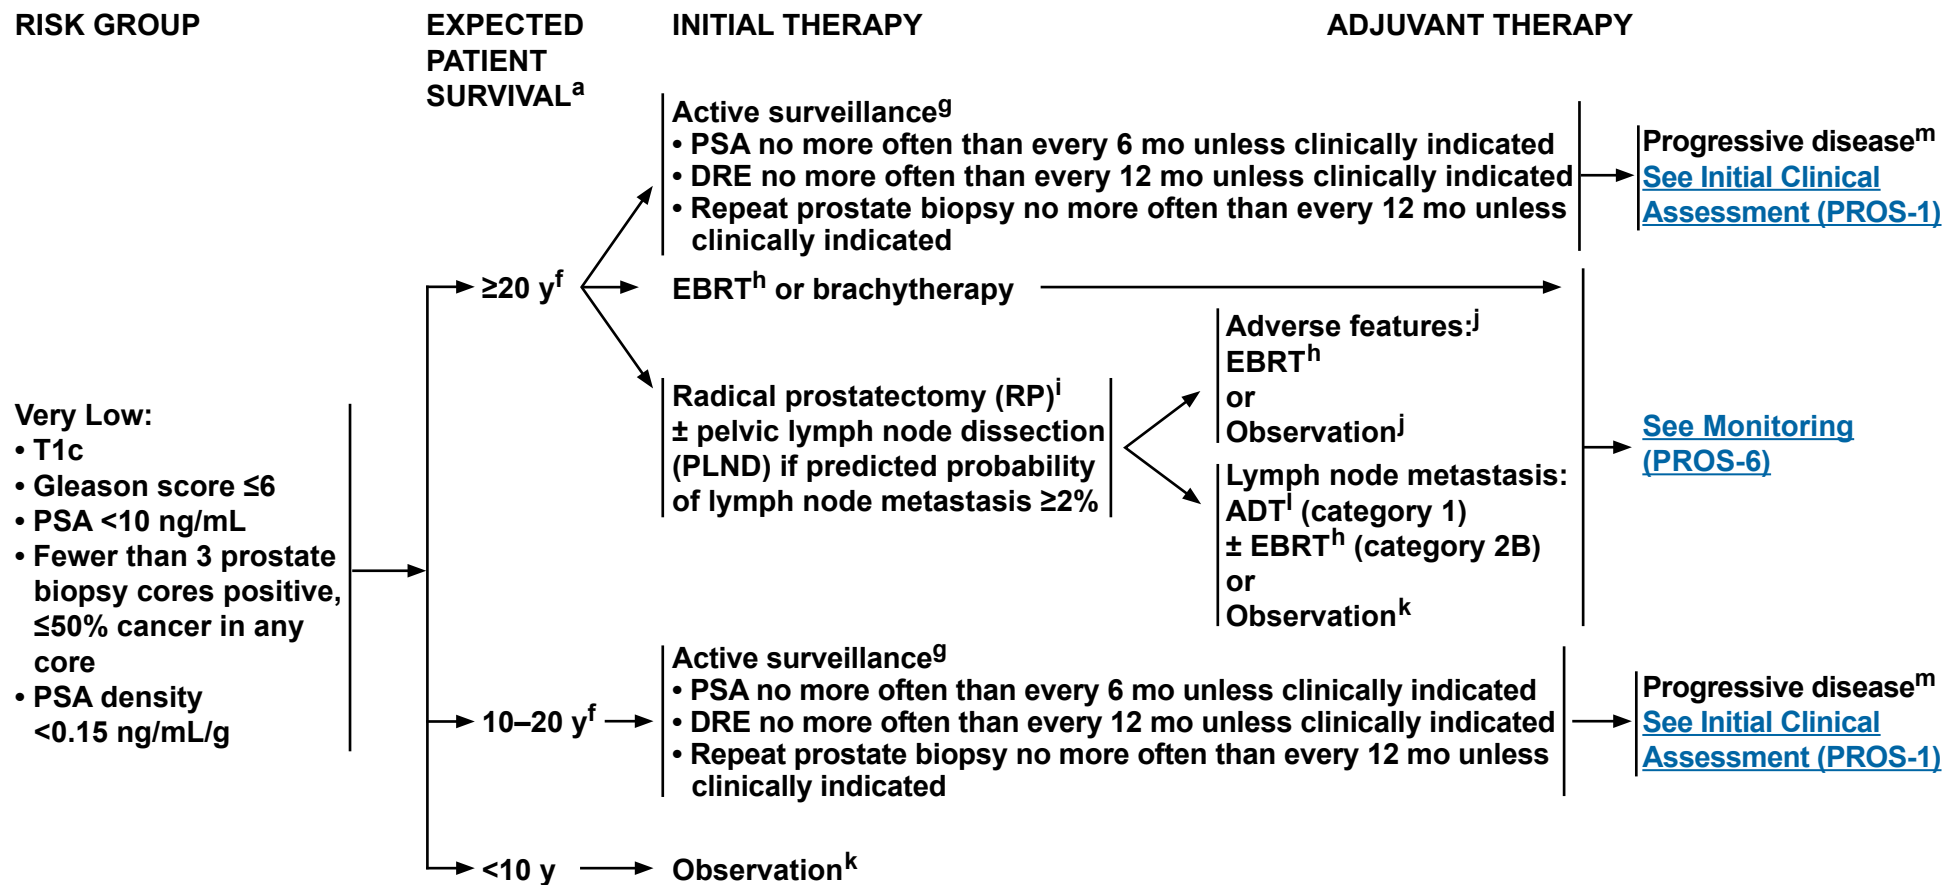 RISK GROUP
EXPECTED
PATIENT
SURVIVALᵃ
INITIAL THERAPY
ADJUVANT THERAPY
Very Low:
• T1c
• Gleason score ≤6
• PSA <10 ng/mL
• Fewer than 3 prostate
biopsy cores positive,
≤50% cancer in any
core
• PSA density
<0.15 ng/mL/g
≥20 yᶠ
Active surveillanceᵍ
• PSA no more often than every 6 mo unless clinically indicated
• DRE no more often than every 12 mo unless clinically indicated
• Repeat prostate biopsy no more often than every 12 mo unless
clinically indicated
Progressive diseaseᵐ
See Initial Clinical
Assessment (PROS-1)
EBRTʰ or brachytherapy
Radical prostatectomy (RP)ⁱ
± pelvic lymph node dissection
(PLND) if predicted probability
of lymph node metastasis ≥2%
Adverse features:ʲ
EBRTʰ
or
Observationʲ
Lymph node metastasis:
ADTʲ (category 1)
± EBRTʰ (category 2B)
or
Observationᵏ
See Monitoring
(PROS-6)
10–20 yᶠ
Active surveillanceᵍ
• PSA no more often than every 6 mo unless clinically indicated
• DRE no more often than every 12 mo unless clinically indicated
• Repeat prostate biopsy no more often than every 12 mo unless
clinically indicated
Progressive diseaseᵐ
See Initial Clinical
Assessment (PROS-1)
<10 y
Observationᵏ